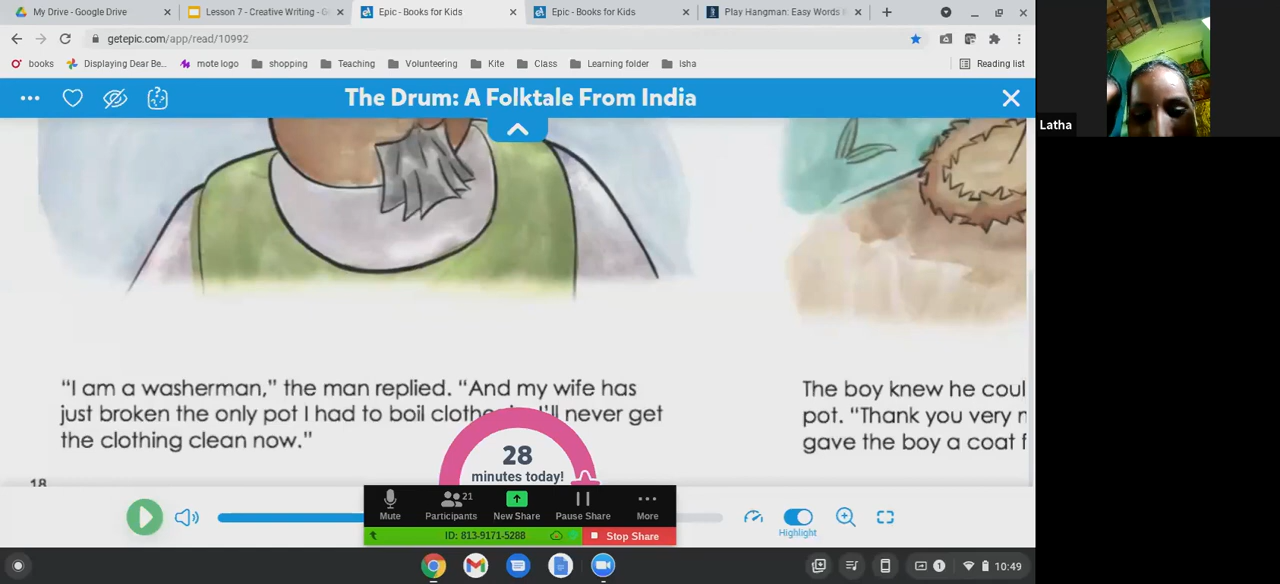 My Drive - Google Drive
Lesson 7 - Creative Writing - G
Epic - Books for Kids
Epic - Books for Kids
Play Hangman: Easy Words
getepic.com/app/read/10992
books
Displaying Dear Be...
mote logo
shopping
Teaching
Volunteering
Kite
Class
Learning folder
Isha
Reading list
The Drum: A Folktale From India
Latha
“I am a washerman,” the man replied. “And my wife has
just broken the only pot I had to boil I'll never get
the clothing clean now.”
The boy knew he
pot. “Thank you very
gave the boy a coat
18
28
minutes today!
Mute
21
Participants
New Share
Pause Share
More
ID: 813-9171-5288
Stop Share
Highlight
1
10:49